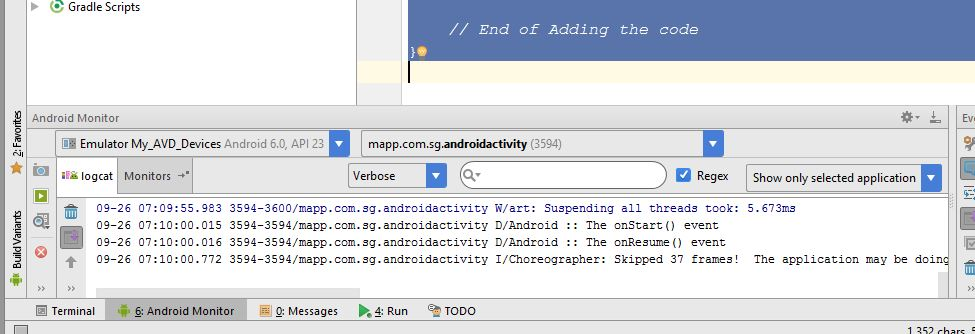 Gradle Scripts
// End of Adding the code
}
Android Monitor
2: Favorites
Build Variants
Emulator My_AVD_Devices Android 6.0, API 23
mapp.com.sg.androidactivity (3594)
logcat
Monitors
Verbose
Regex
Show only selected application
09-26 07:09:55.983 3594-3600/mapp.com.sg.androidactivity W/art: Suspending all threads took: 5.673ms
09-26 07:10:00.015 3594-3594/mapp.com.sg.androidactivity D/Android :: The onStart() event
09-26 07:10:00.016 3594-3594/mapp.com.sg.androidactivity D/Android :: The onResume() event
09-26 07:10:00.772 3594-3594/mapp.com.sg.androidactivity I/Choreographer: Skipped 37 frames!  The application may be doing
Terminal
6: Android Monitor
0: Messages
4: Run
TODO